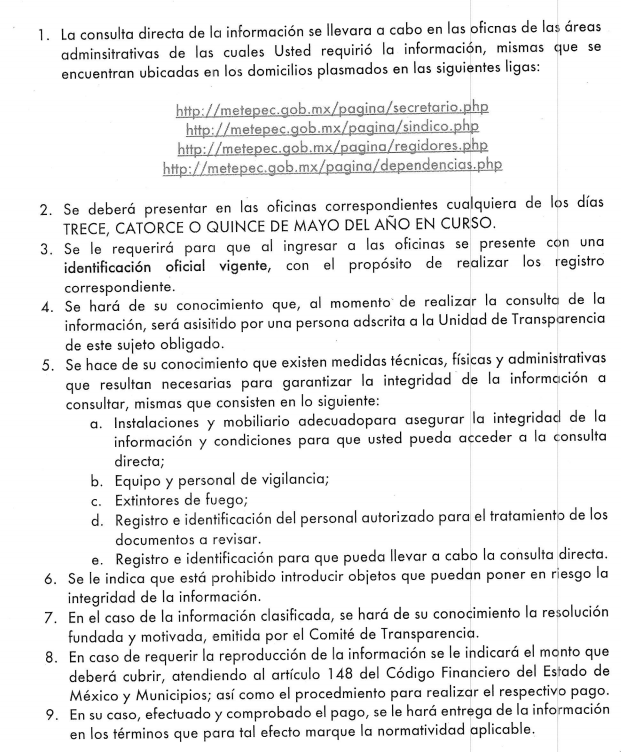 1. La consulta directa de la información se llevara a cabo en las oficnas de las áreas
adminsitrativas de las cuales Usted requirió la información, mismas que se
encuentran ubicadas en los domicilios plasmados en las siguientes ligas:
http://metepec.gob.mx/pagina/secretario.php
http://metepec.gob.mx/pagina/sindico.php
http://metepec.gob.mx/pagina/regidores.php
http://metepec.gob.mx/pagina/dependencias.php
2. Se deberá presentar en las oficinas correspondientes cualquiera de los días
TRECE, CATORCE O QUINCE DE MAYO DEL AÑO EN CURSO.
3. Se le requerirá para que al ingresar a las oficinas se presente con una
identificación oficial vigente, con el propósito de realizar los registro
correspondiente.
4. Se hará de su conocimiento que, al momento de realizar la consulta de la
información, será asisitido por una persona adscrita a la Unidad de Transparencia
de este sujeto obligado.
5. Se hace de su conocimiento que existen medidas técnicas, físicas y administrativas
que resultan necesarias para garantizar la integridad de la información a
consultar, mismas que consisten en lo siguiente:
a. Instalaciones y mobiliario adecuadopara asegurar la integridad de la
información y condiciones para que usted pueda acceder a la consulta
directa;
b. Equipo y personal de vigilancia;
c. Extintores de fuego;
d. Registro e identificación del personal autorizado para el tratamiento de los
documentos a revisar.
e. Registro e identificación para que pueda llevar a cabo la consulta directa.
6. Se le indica que está prohibido introducir objetos que puedan poner en riesgo la
integridad de la información.
7. En el caso de la información clasificada, se hará de su conocimiento la resolución
fundada y motivada, emitida por el Comité de Transparencia.
8. En caso de requerir la reproducción de la información se le indicará el monto que
deberá cubrir, atendiendo al artículo 148 del Código Financiero del Estado de
México y Municipios; así como el procedmiento para realizar el respectivo pago.
9. En su caso, efectuado y comprobado el pago, se le hará entrega de la información
en los términos que para tal efecto marque la normatividad aplicable.